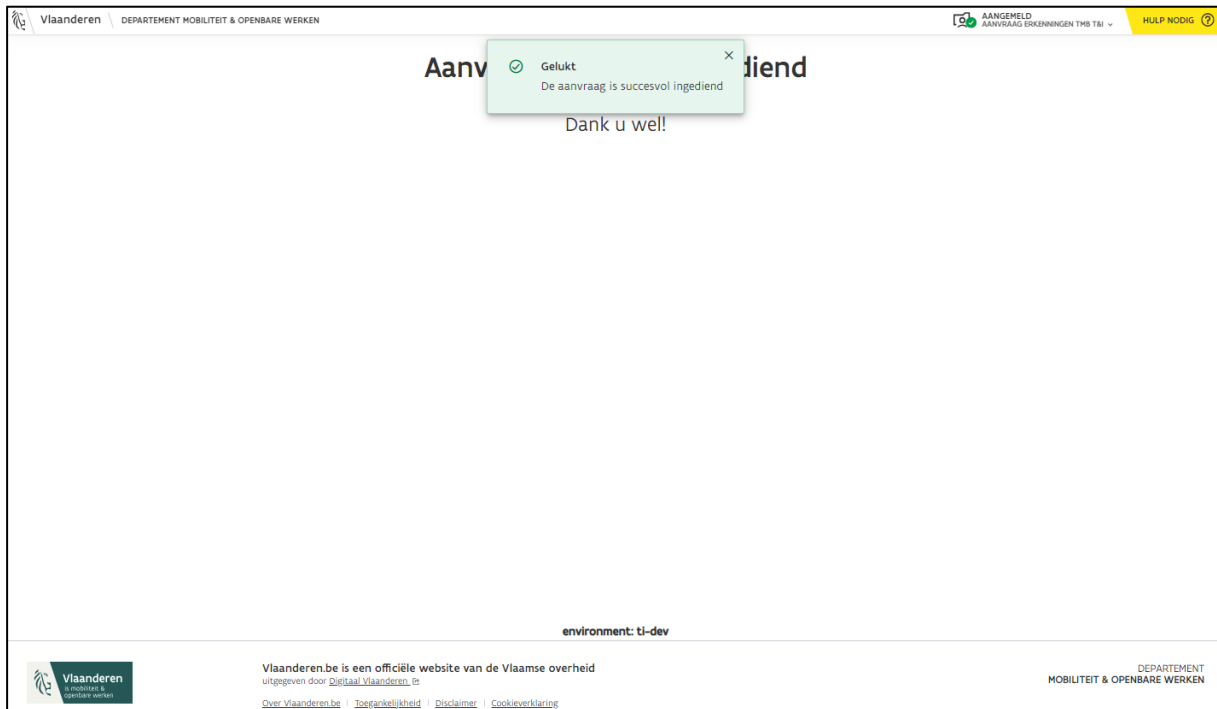 Vlaanderen
DEPARTEMENT MOBILITEIT & OPENBARE WERKEN
AANGEMELD
AANVRAAG ERKENNINGEN TMB T&I
HULP NODIG
Aanv
diend
Gelukt
De aanvraag is succesvol ingediend
Dank u wel!
environment: ti-dev
Vlaanderen
is mobiliteit &
openbare werken
Vlaanderen.be is een officiële website van de Vlaamse overheid
uitgegeven door Digitaal Vlaanderen
Over Vlaanderen.be | Toegankelijkheid | Disclaimer | Cookieverklaring
DEPARTEMENT
MOBILITEIT & OPENBARE WERKEN